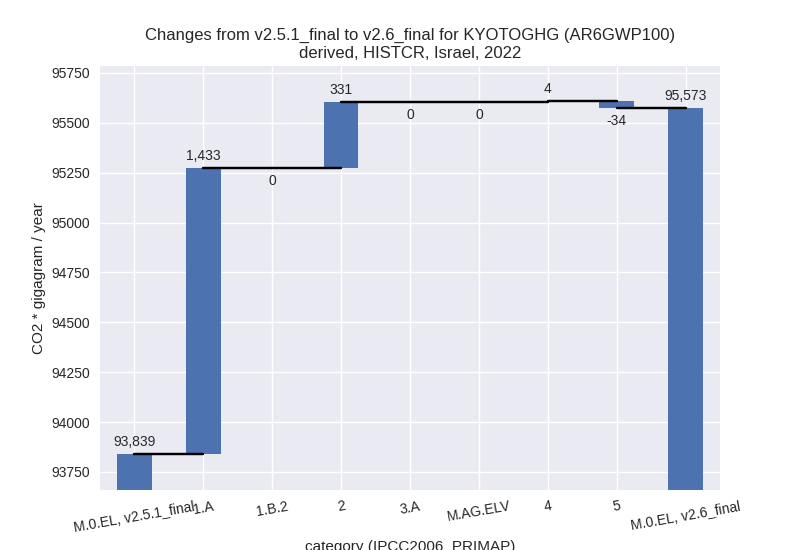 Changes from v2.5.1_final to v2.6_final for KYOTOGHG (AR6GWP100)
derived, HISTCR, Israel, 2022
95750
95500
95250
95000
94750
94500
94250
94000
93750
CO2 * gigagram / year
93,839
1,433
0
331
0
0
4
-34
95,573
M.0.EL, v2.5.1_final
1.A
1.B.2
2
3.A
M.AG.ELV
4
5
M.0.EL, v2.6_final
category (IPCC2006_PRIMAP)